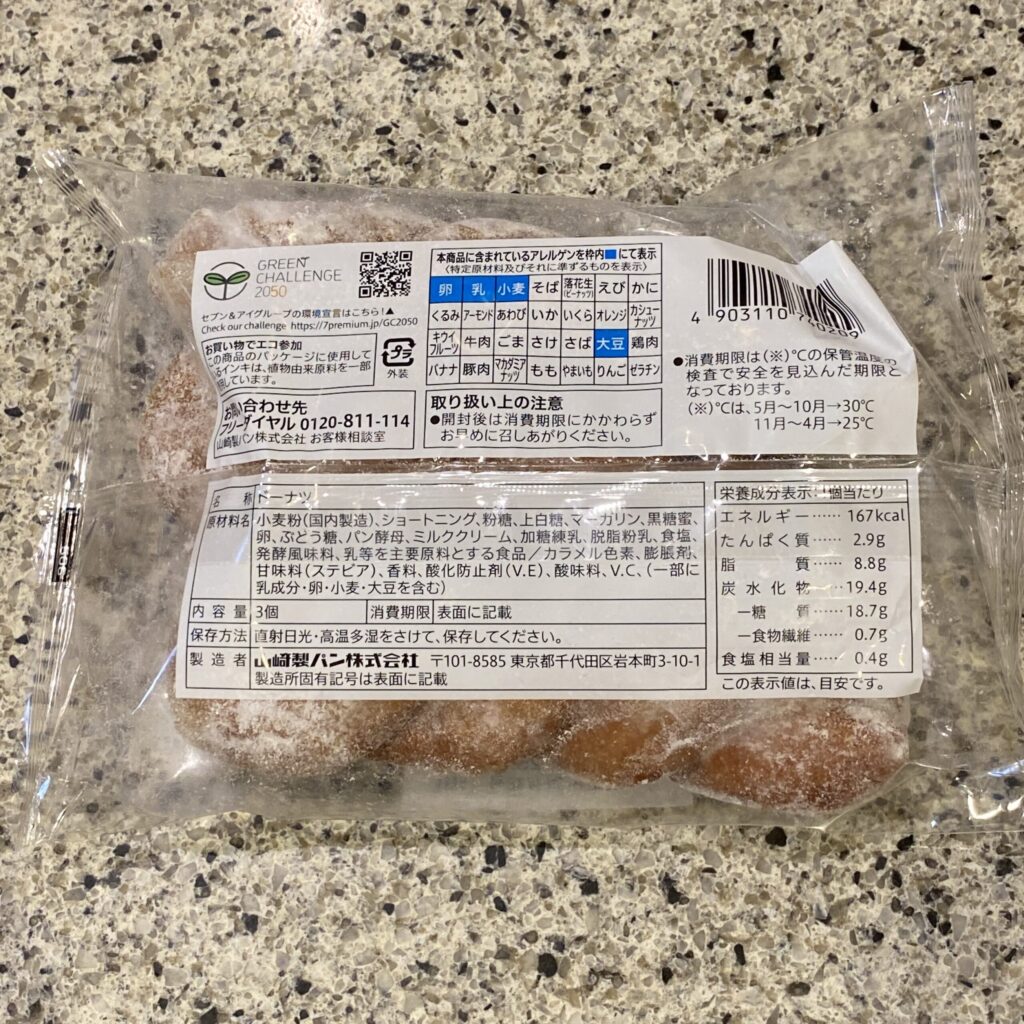 GREEN
CHALLENGE
2050
セブン&アイグループの環境宣言はこちら!▲
Check our challenge https://7premium.jp/GC2050
お買い物でエコ参加
この商品のパッケージに使用して
いるインキは、植物由来原料を一部
使用しています。
プラ
外装
お問い合わせ先
フリーダイヤル 0120-811-114
山崎製パン株式会社 お客様相談室
本商品に含まれているアレルゲンを枠内■にて表示
〈特定原材料及びそれに準ずるものを表示〉
卵 乳 小麦 そば 落花生(ピーナッツ) えび かに
くるみ アーモンド あわび いか いくら オレンジ カシューナッツ
キウイフルーツ 牛肉 ごま さけ さば 大豆 鶏肉
バナナ 豚肉 マカダミアナッツ もも やまいも りんご ゼラチン
取り扱い上の注意
●開封後は消費期限にかかわらず
お早めに召しあがりください。
4 903110 740209
●消費期限は(※)℃の保管温度の
検査で安全を見込んだ期限と
なっております。
(※)℃は、5月~10月→30℃
11月~4月→25℃
名称 ドーナツ
原材料名 小麦粉(国内製造)、ショートニング、粉糖、上白糖、マーガリン、黒糖蜜、
卵、ぶどう糖、パン酵母、ミルククリーム、加糖練乳、脱脂粉乳、食塩、
発酵風味料、乳等を主要原料とする食品/カラメル色素、膨脹剤、
甘味料(ステビア)、香料、酸化防止剤(V.E)、酸味料、V.C、(一部に
乳成分・卵・小麦・大豆を含む)
内容量 3個 消費期限 表面に記載
保存方法 直射日光・高温多湿をさけて、保存してください。
製造者 山崎製パン株式会社 〒101-8585 東京都千代田区岩本町3-10-1
製造所固有記号は表面に記載
栄養成分表示:1個当たり
エネルギー……167kcal
たんぱく質…… 2.9g
脂質…… 8.8g
炭水化物…19.4g
―糖質……18.7g
―食物繊維…… 0.7g
食塩相当量…… 0.4g
この表示値は、目安です。